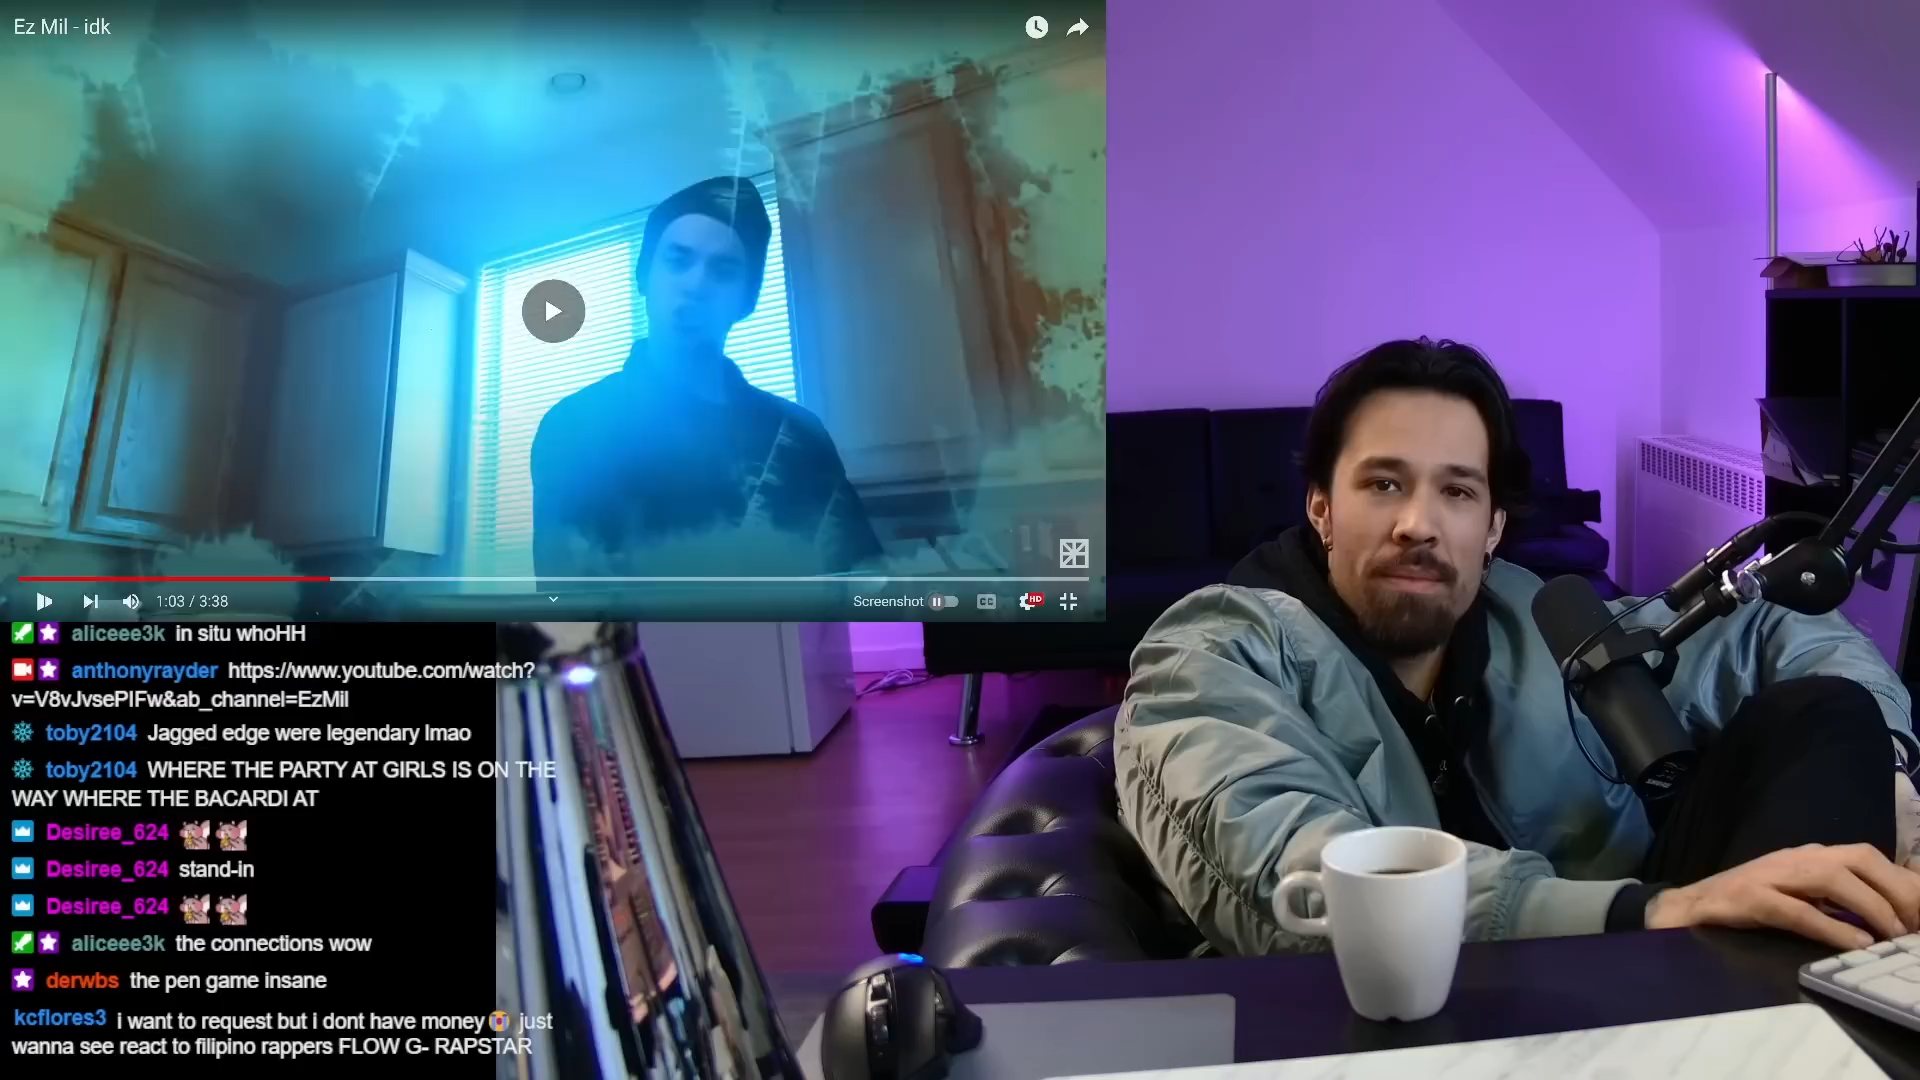 Ez Mil - idk
1:03 / 3:38
Screenshot
CC
HD
aliceee3k in situ whoHH
anthonyrayder https://www.youtube.com/watch?
v=V8vJvsePIFw&ab_channel=EzMil
toby2104 Jagged edge were legendary lmao
toby2104 WHERE THE PARTY AT GIRLS IS ON THE
WAY WHERE THE BACARDI AT
Desiree_624
Desiree_624 stand-in
Desiree_624
aliceee3k the connections wow
derwbs the pen game insane
kcflores3 i want to request but i dont have money just
wanna see react to filipino rappers FLOW G- RAPSTAR